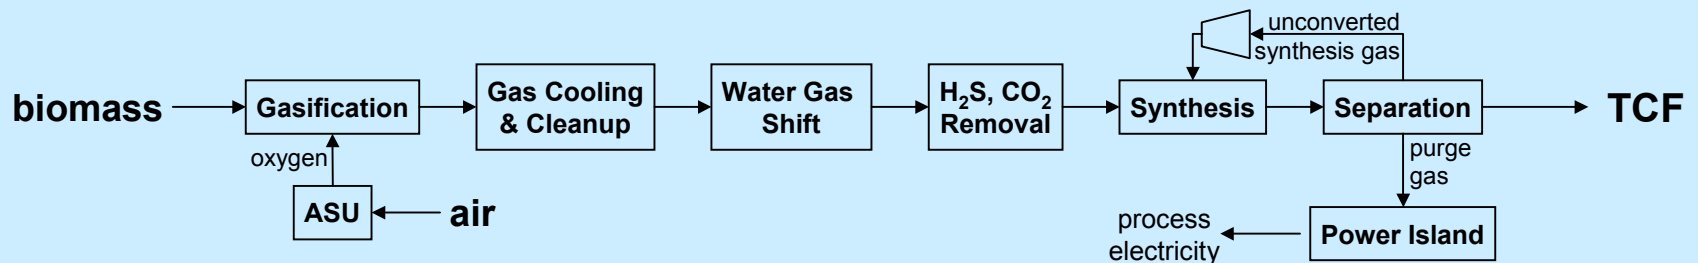 unconverted
synthesis gas
biomass
Gasification
Gas Cooling
& Cleanup
Water Gas
Shift
H₂S, CO₂
Removal
Synthesis
Separation
TCF
oxygen
purge
gas
ASU
air
process
electricity
Power Island